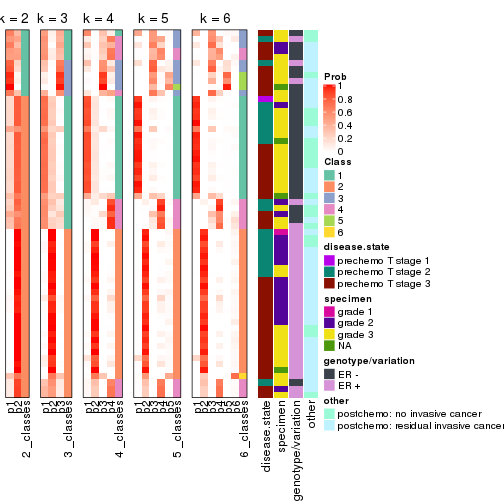 k = 2
k = 3
k = 4
k = 5
k = 6
p1
p2
2_classes
p1
p2
p3
3_classes
p1
p2
p3
p4
4_classes
p1
p2
p3
p4
p5
5_classes
p1
p2
p3
p4
p5
p6
6_classes
disease.state
specimen
genotype/variation
other
Prob
1
0.8
0.6
0.4
0.2
0
Class
1
2
3
4
5
6
disease.state
prechemo T stage 1
prechemo T stage 2
prechemo T stage 3
specimen
grade 1
grade 2
grade 3
NA
genotype/variation
ER -
ER +
other
postchemo: no invasive cancer
postchemo: residual invasive cancer